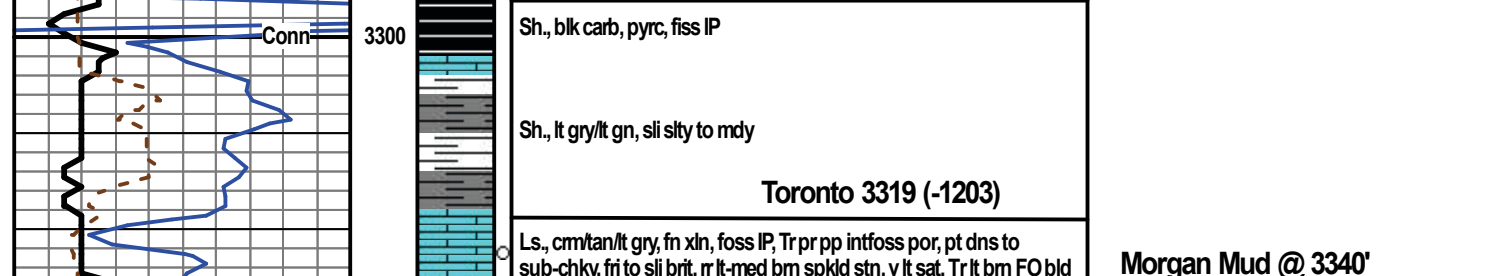 Conn
3300
Sh., blk carb, pyrc, fiss IP
Sh., lt gry/lt gn, sli slty to mdy
Toronto 3319 (-1203)
Ls., crm/tan/lt gry, fn xln, foss IP, Tr pr pp intfoss por, pt dns to
sub-chky, fri to sli brit, rr lt-med brn spkld stn, v lt sat, Tr lt brn FO bld
Morgan Mud @ 3340'